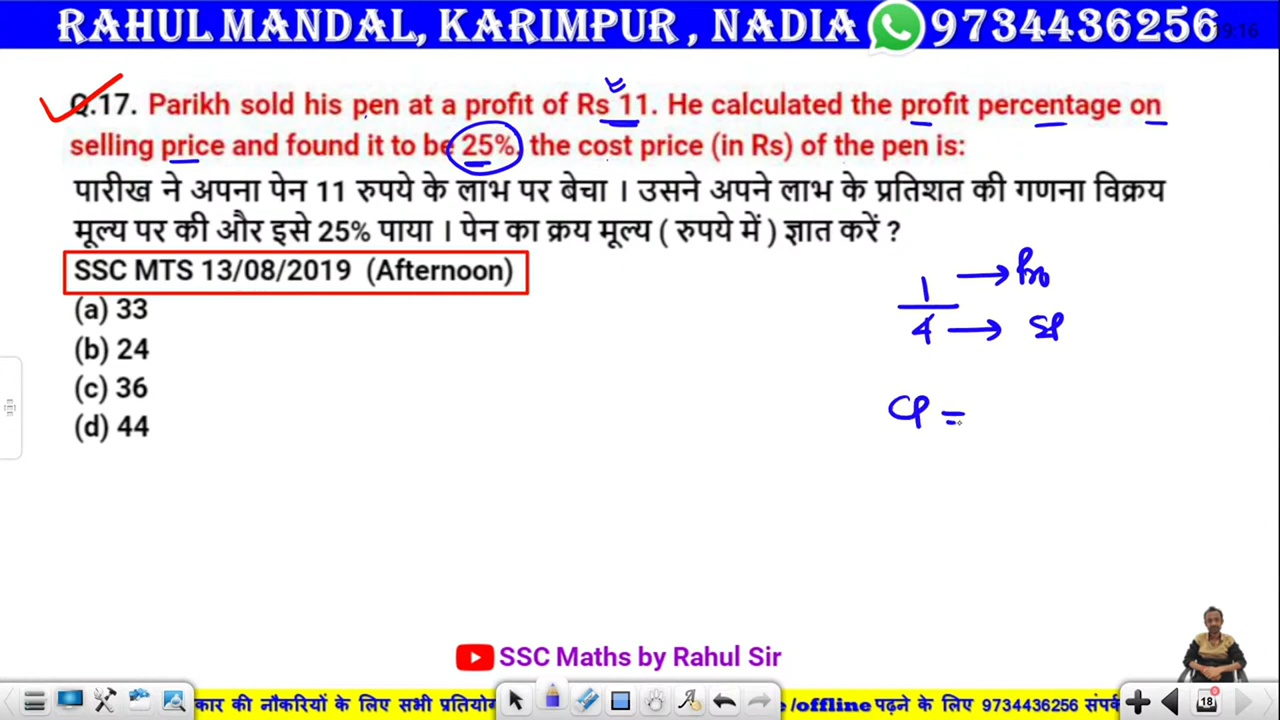 RAHUL MANDAL, KARIMPUR , NADIA 9734436256
19:16
Q.17. Parikh sold his pen at a profit of Rs 11. He calculated the profit percentage on
selling price and found it to be 25%, the cost price (in Rs) of the pen is:
पारीख ने अपना पेन 11 रुपये के लाभ पर बेचा । उसने अपने लाभ के प्रतिशत की गणना विक्रय
मूल्य पर की और इसे 25% पाया । पेन का क्रय मूल्य ( रुपये में ) ज्ञात करें ?
SSC MTS 13/08/2019 (Afternoon)
(a) 33
(b) 24
(c) 36
(d) 44
1 → Pro
4 → SP
CP =
SSC Maths by Rahul Sir
कार की नौकरियों के लिए सभी प्रतियो
/offline पढ़ने के लिए 9734436256 संपर्क
18